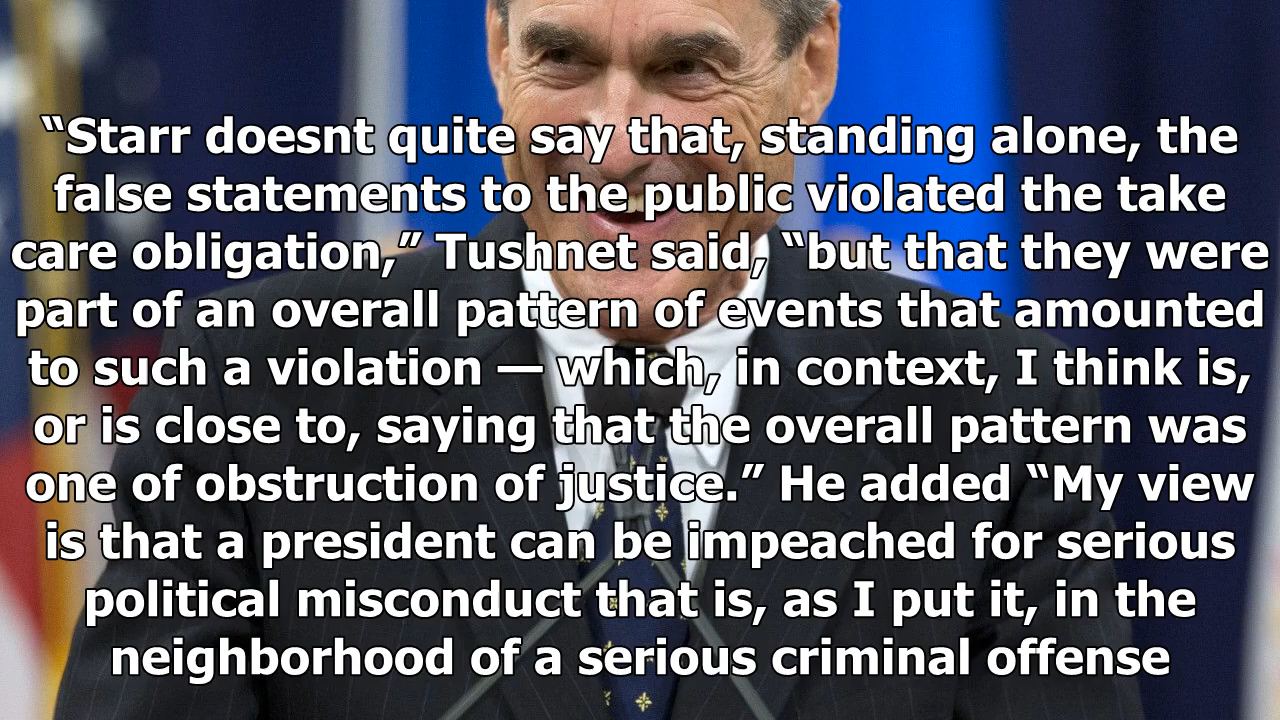 “Starr doesnt quite say that, standing alone, the
false statements to the public violated the take
care obligation,” Tushnet said, “but that they were
part of an overall pattern of events that amounted
to such a violation — which, in context, I think is,
or is close to, saying that the overall pattern was
one of obstruction of justice.” He added “My view
is that a president can be impeached for serious
political misconduct that is, as I put it, in the
neighborhood of a serious criminal offense